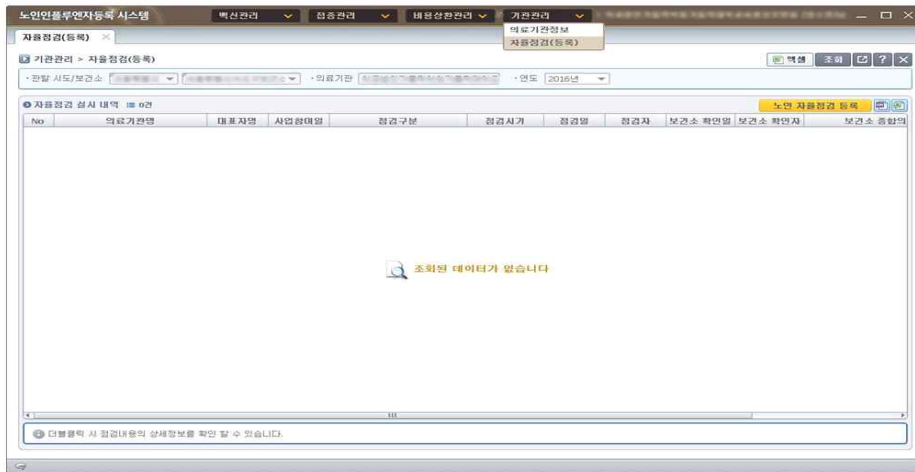 노인인플루엔자등록 시스템 백신관리 접종관리 비용상환관리 기관관리
의료기관정보
자율점검(등록)
자율점검(등록)
기관관리 > 자율점검(등록) 엑셀 조회 ?
·관할 시도/보건소 ·의료기관 ·연도 2016년
자율점검 실시 내역 0건 노인 자율점검 등록
No 의료기관명 대표자명 사업참여일 점검구분 점검시기 점검일 점검자 보건소 확인일 보건소 확인자 보건소 종합의
조회된 데이터가 없습니다
더블클릭 시 점검내용의 상세정보를 확인 할 수 있습니다.